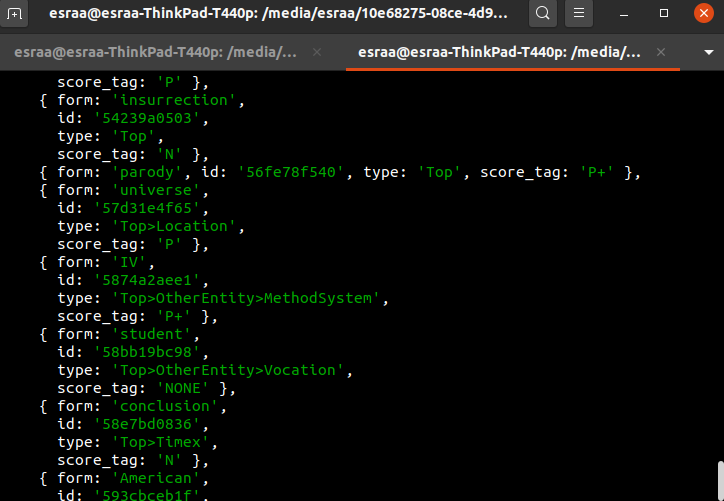 esraa@esraa-ThinkPad-T440p: /media/esraa/10e68275-08ce-4d9...
esraa@esraa-ThinkPad-T440p: /media/... esraa@esraa-ThinkPad-T440p: /media/...
score_tag: 'P' },
{ form: 'insurrection',
id: '54239a0503',
type: 'Top',
score_tag: 'N' },
{ form: 'parody', id: '56fe78f540', type: 'Top', score_tag: 'P+' },
{ form: 'universe',
id: '57d31e4f65',
type: 'Top>Location',
score_tag: 'P' },
{ form: 'IV',
id: '5874a2aee1',
type: 'Top>OtherEntity>MethodSystem',
score_tag: 'P+' },
{ form: 'student',
id: '58bb19bc98',
type: 'Top>OtherEntity>Vocation',
score_tag: 'NONE' },
{ form: 'conclusion',
id: '58e7bd0836',
type: 'Top>Timex',
score_tag: 'N' },
{ form: 'American',
id: '593cbceb1f',